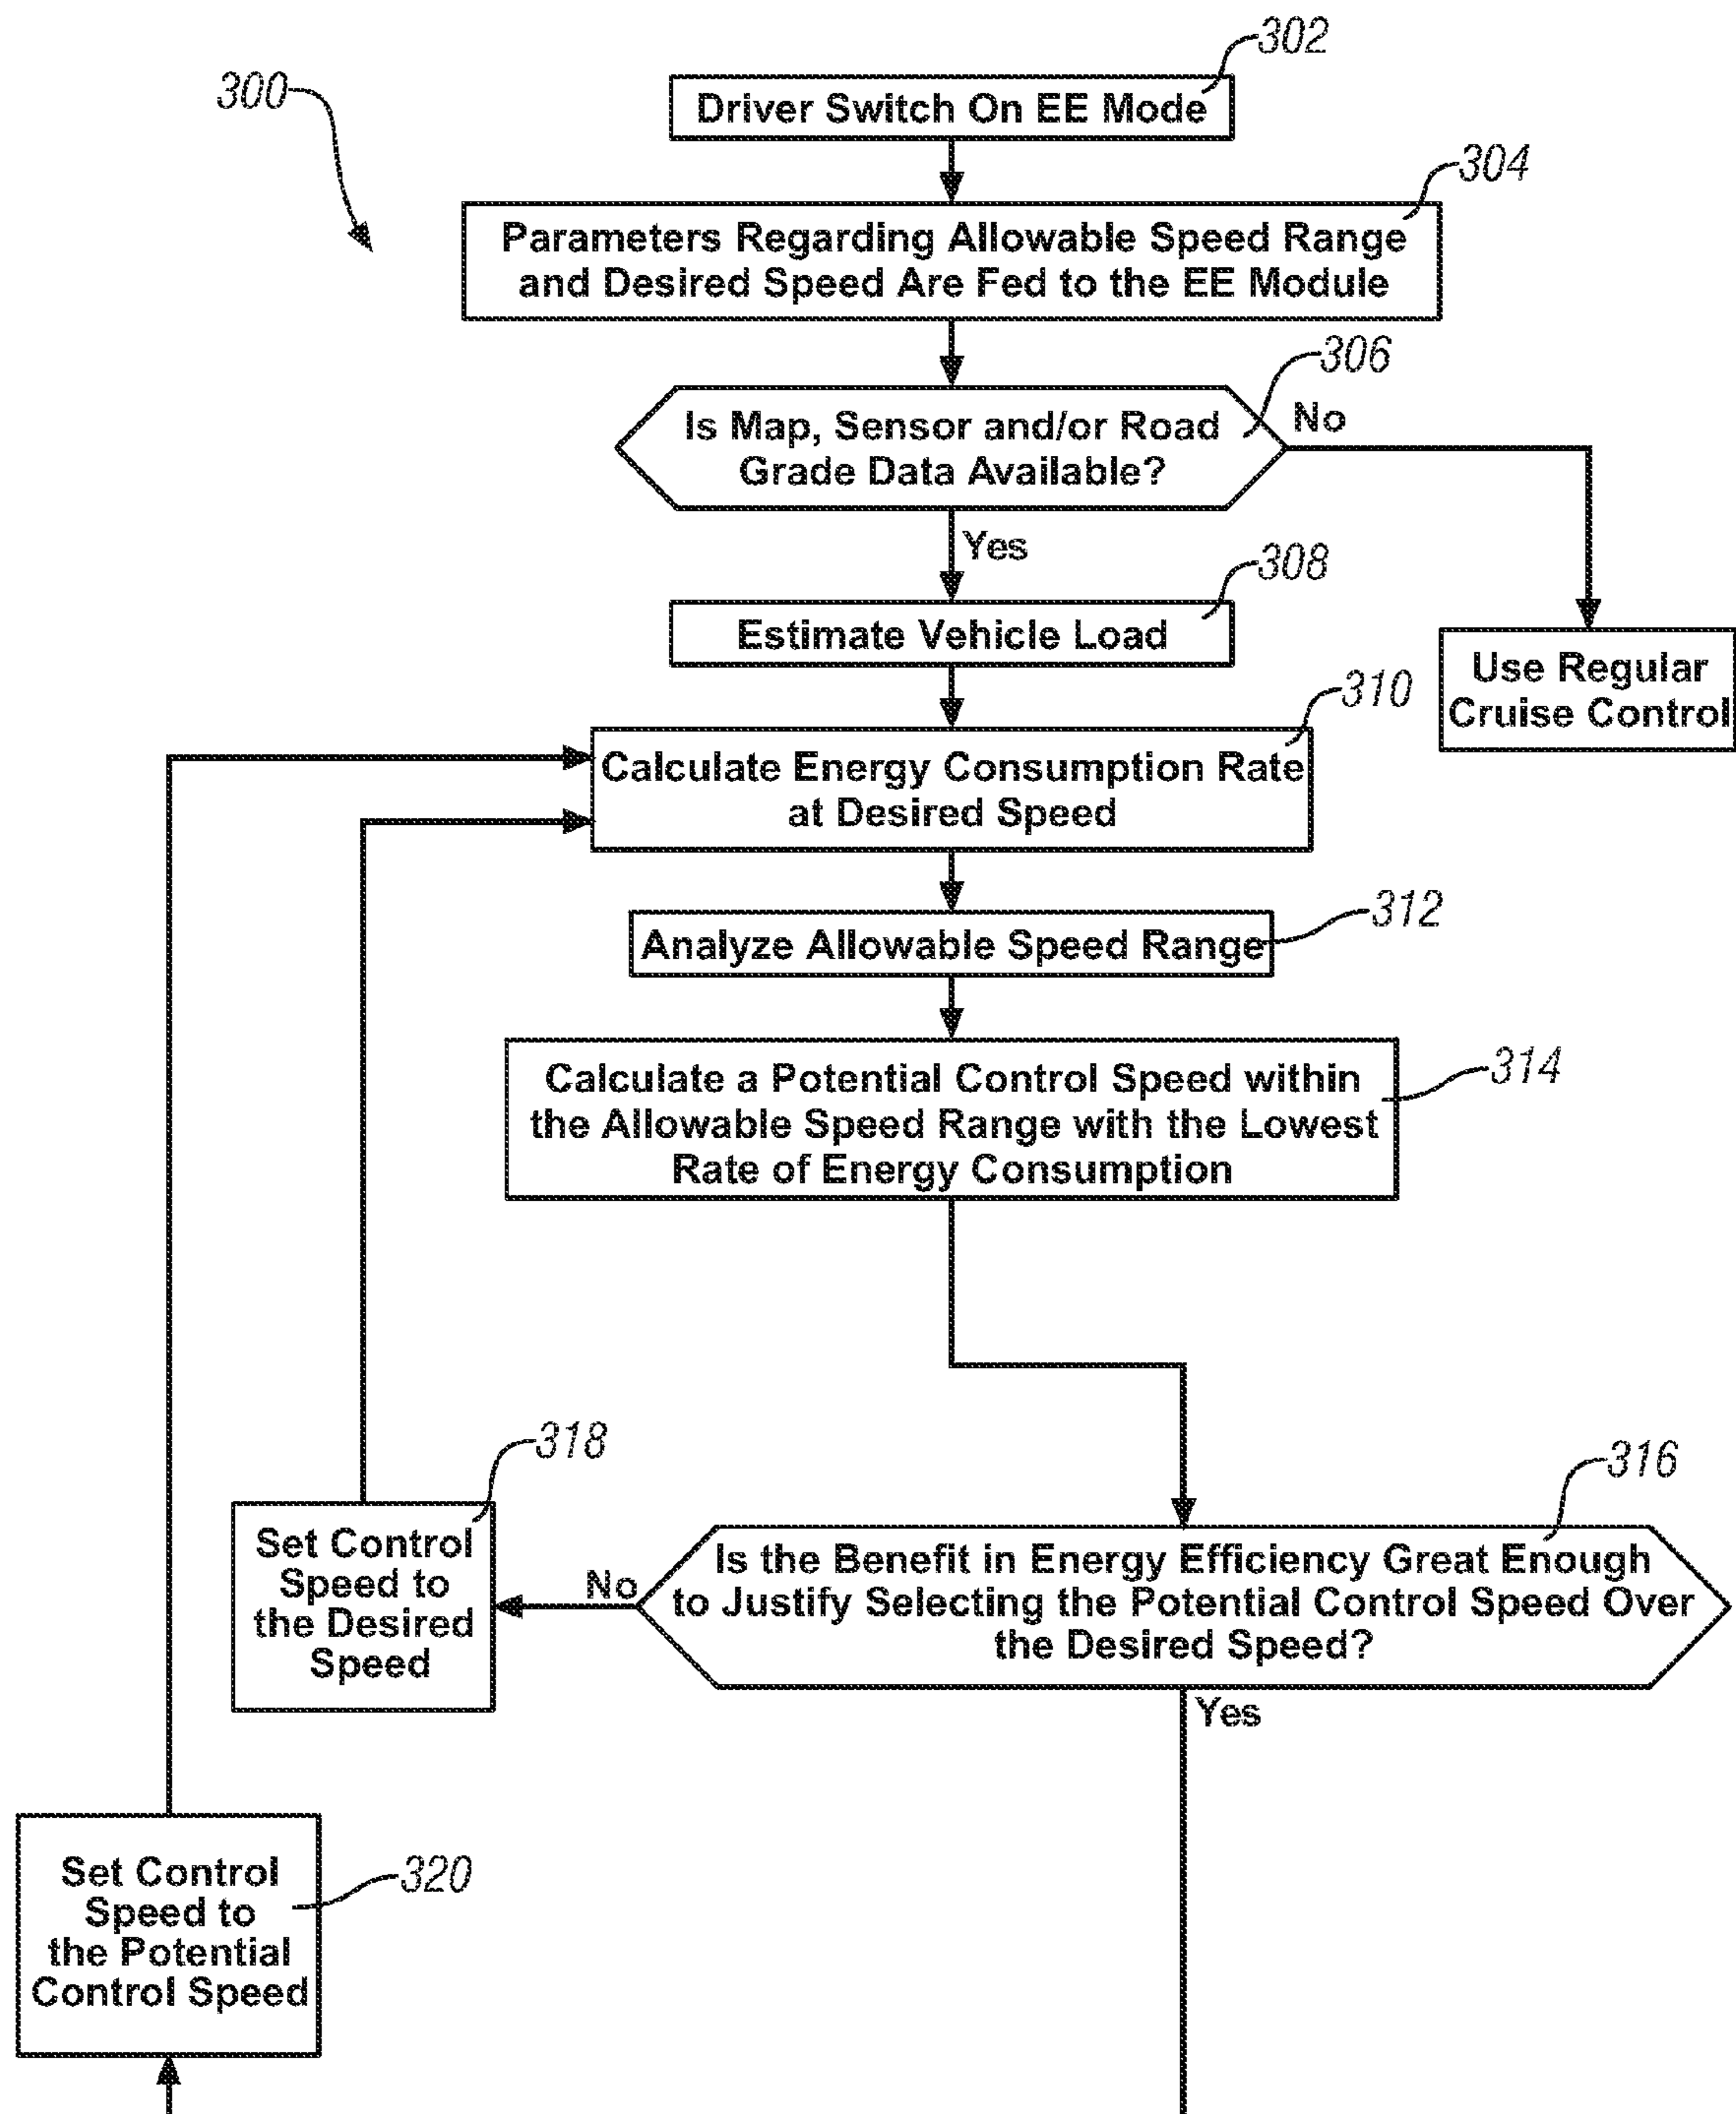 302
300
Driver Switch On EE Mode
304
Parameters Regarding Allowable Speed Range
and Desired Speed Are Fed to the EE Module
306
Is Map, Sensor and/or Road
Grade Data Available?
No
Yes
308
Estimate Vehicle Load
Use Regular
Cruise Control
310
Calculate Energy Consumption Rate
at Desired Speed
312
Analyze Allowable Speed Range
314
Calculate a Potential Control Speed within
the Allowable Speed Range with the Lowest
Rate of Energy Consumption
318
316
Set Control
Speed to
the Desired
Speed
No
Is the Benefit in Energy Efficiency Great Enough
to Justify Selecting the Potential Control Speed Over
the Desired Speed?
Yes
320
Set Control
Speed to
the Potential
Control Speed